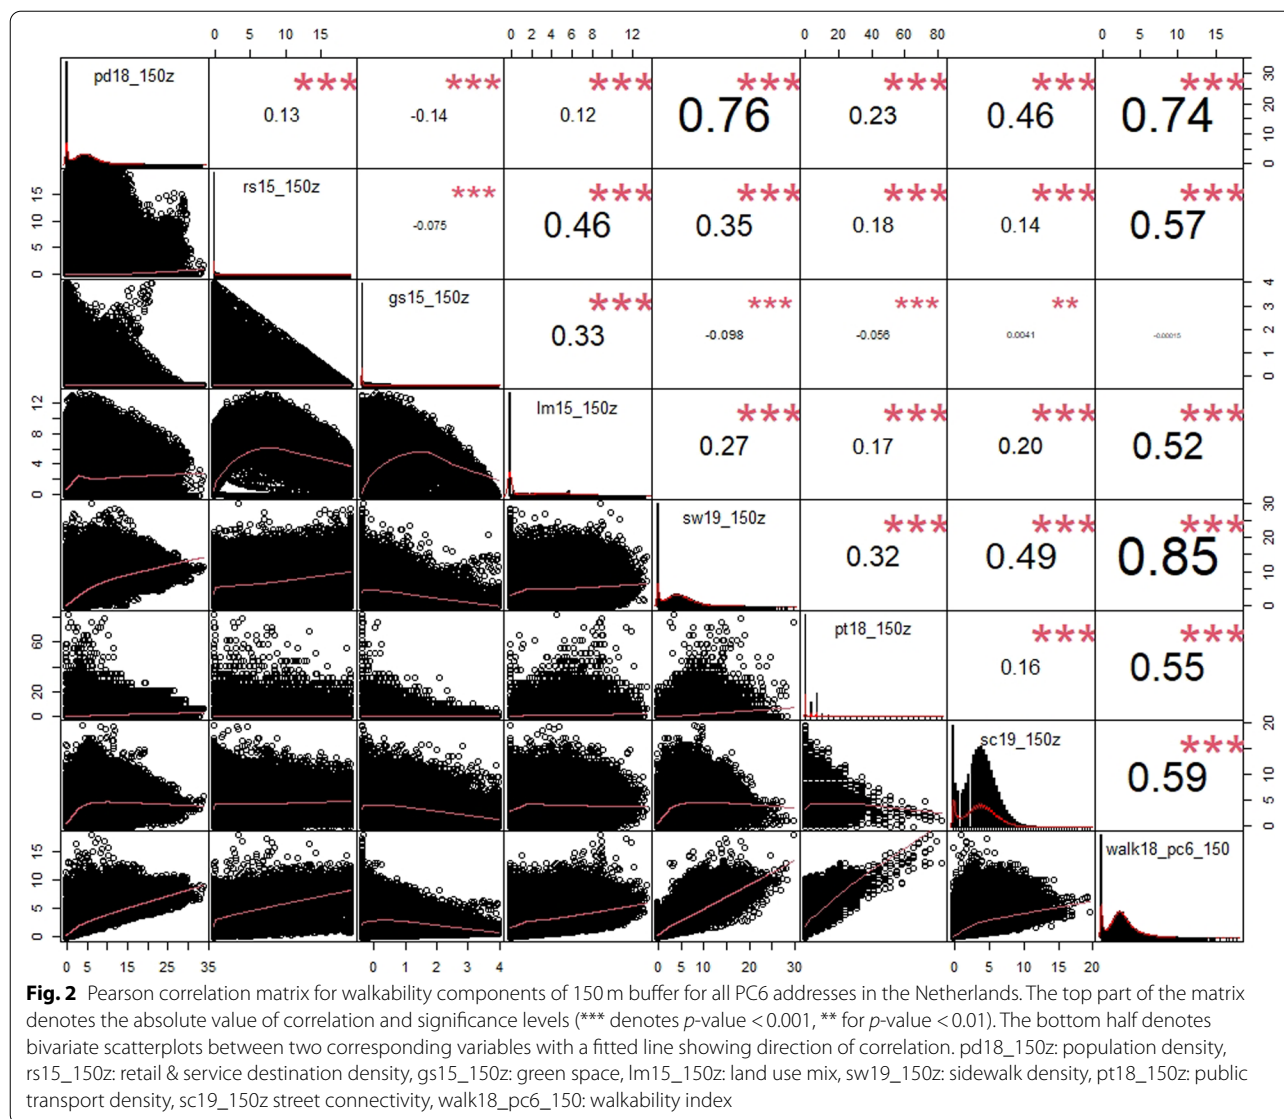 0 5 10 15 0 2 4 6 8 12 0 20 40 60 80 0 5 10 15
pd18_150z *** 0.13 *** -0.14 *** 0.12 *** 0.76 *** 0.23 *** 0.46 *** 0.74 0 10 20 30
0 5 10 15 rs15_150z *** -0.075 *** 0.46 *** 0.35 *** 0.18 *** 0.14 *** 0.57
gs15_150z *** 0.33 *** -0.098 *** -0.056 ** 0.0041 -0.00015 0 1 2 3 4
0 4 8 12 lm15_150z *** 0.27 *** 0.17 *** 0.20 *** 0.52
sw19_150z *** 0.32 *** 0.49 *** 0.85 0 10 20 30
0 20 60 pt18_150z *** 0.16 *** 0.55
sc19_150z *** 0.59 0 5 10 15 20
0 5 10 15 walk18_pc6_150
0 5 15 25 35 0 1 2 3 4 0 5 10 20 30 0 5 10 15 20
Fig. 2 Pearson correlation matrix for walkability components of 150 m buffer for all PC6 addresses in the Netherlands. The top part of the matrix
denotes the absolute value of correlation and significance levels (*** denotes p-value < 0.001, ** for p-value < 0.01). The bottom half denotes
bivariate scatterplots between two corresponding variables with a fitted line showing direction of correlation. pd18_150z: population density,
rs15_150z: retail & service destination density, gs15_150z: green space, lm15_150z: land use mix, sw19_150z: sidewalk density, pt18_150z: public
transport density, sc19_150z street connectivity, walk18_pc6_150: walkability index